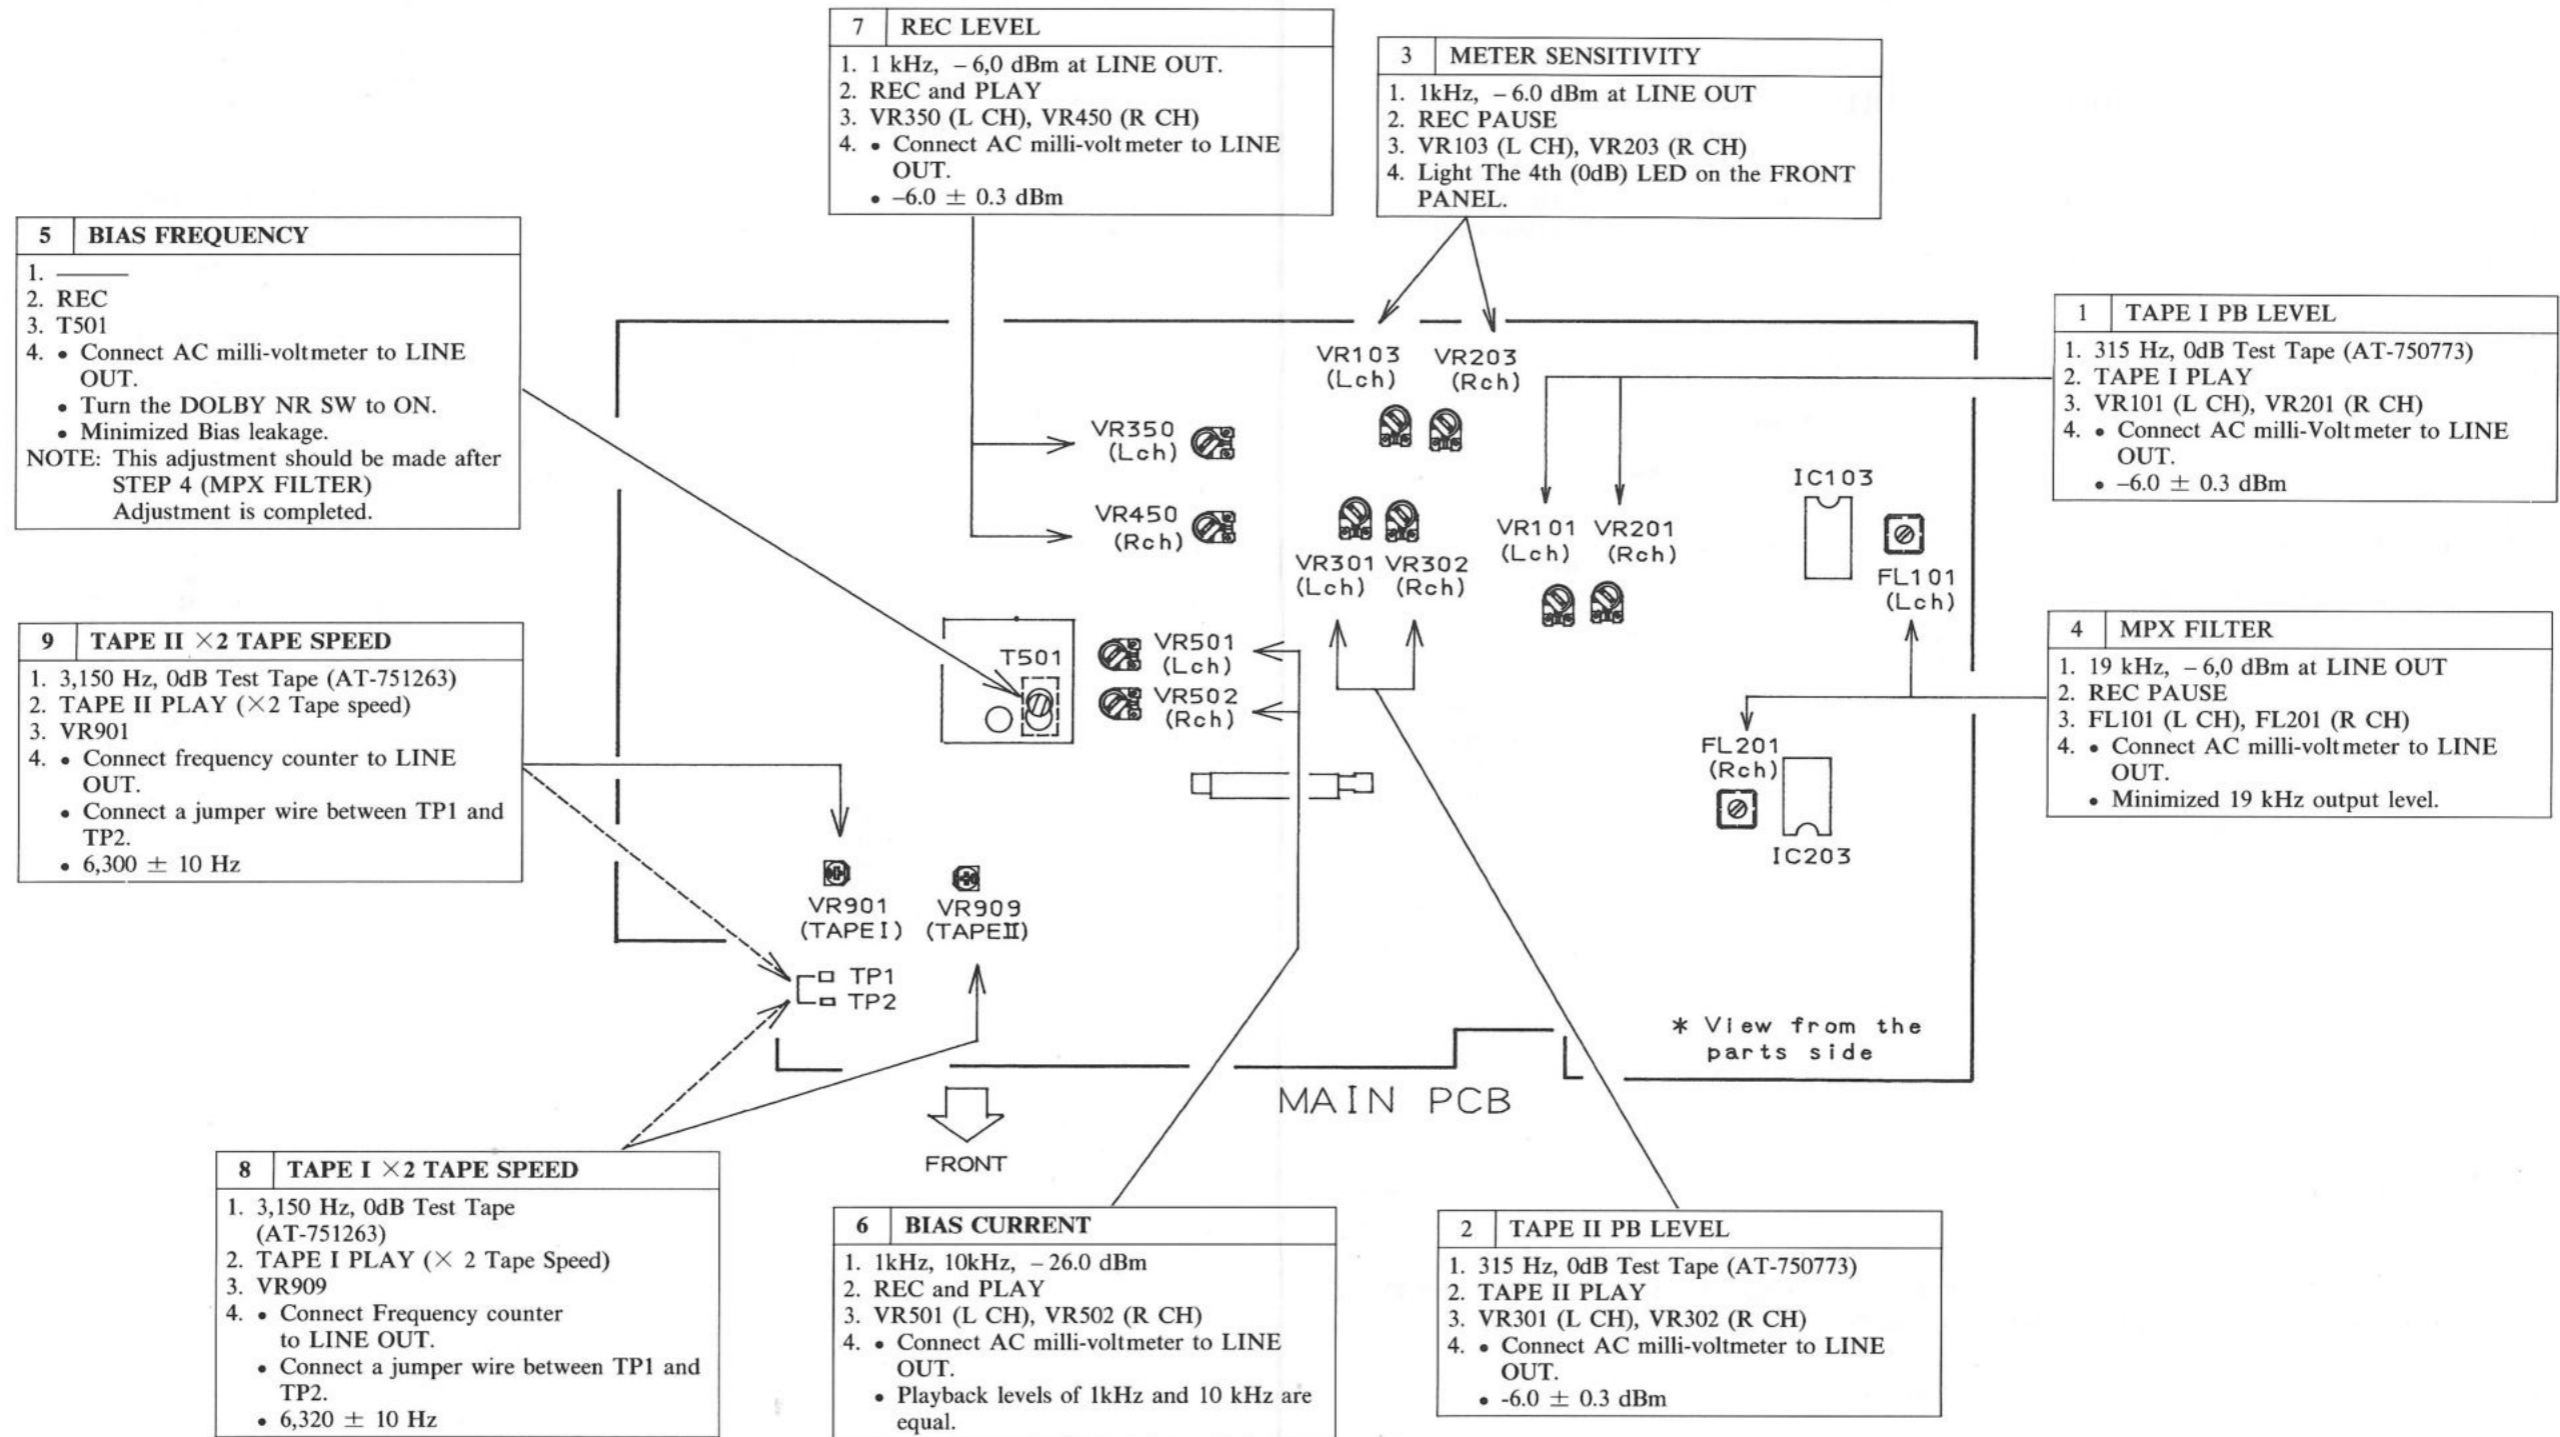 7 REC LEVEL
1. 1 kHz, – 6,0 dBm at LINE OUT.
2. REC and PLAY
3. VR350 (L CH), VR450 (R CH)
4. • Connect AC milli-voltmeter to LINE
OUT.
• –6.0 ± 0.3 dBm
3 METER SENSITIVITY
1. 1kHz, – 6.0 dBm at LINE OUT
2. REC PAUSE
3. VR103 (L CH), VR203 (R CH)
4. Light The 4th (0dB) LED on the FRONT
PANEL.
5 BIAS FREQUENCY
1. ———
2. REC
3. T501
4. • Connect AC milli-voltmeter to LINE
OUT.
• Turn the DOLBY NR SW to ON.
• Minimized Bias leakage.
NOTE: This adjustment should be made after
STEP 4 (MPX FILTER)
Adjustment is completed.
1 TAPE I PB LEVEL
1. 315 Hz, 0dB Test Tape (AT-750773)
2. TAPE I PLAY
3. VR101 (L CH), VR201 (R CH)
4. • Connect AC milli-Voltmeter to LINE
OUT.
• –6.0 ± 0.3 dBm
VR103
(Lch)
VR203
(Rch)
VR350
(Lch)
VR450
(Rch)
VR301
(Lch)
VR302
(Rch)
VR101
(Lch)
VR201
(Rch)
IC103
FL101
(Lch)
9 TAPE II ×2 TAPE SPEED
1. 3,150 Hz, 0dB Test Tape (AT-751263)
2. TAPE II PLAY (×2 Tape speed)
3. VR901
4. • Connect frequency counter to LINE
OUT.
• Connect a jumper wire between TP1 and
TP2.
• 6,300 ± 10 Hz
T501
VR501
(Lch)
VR502
(Rch)
4 MPX FILTER
1. 19 kHz, – 6,0 dBm at LINE OUT
2. REC PAUSE
3. FL101 (L CH), FL201 (R CH)
4. • Connect AC milli-voltmeter to LINE
OUT.
• Minimized 19 kHz output level.
FL201
(Rch)
IC203
VR901
(TAPEI)
VR909
(TAPEII)
TP1
TP2
* View from the
parts side
MAIN PCB
FRONT
8 TAPE I ×2 TAPE SPEED
1. 3,150 Hz, 0dB Test Tape
(AT-751263)
2. TAPE I PLAY (× 2 Tape Speed)
3. VR909
4. • Connect Frequency counter
to LINE OUT.
• Connect a jumper wire between TP1 and
TP2.
• 6,320 ± 10 Hz
6 BIAS CURRENT
1. 1kHz, 10kHz, – 26.0 dBm
2. REC and PLAY
3. VR501 (L CH), VR502 (R CH)
4. • Connect AC milli-voltmeter to LINE
OUT.
• Playback levels of 1kHz and 10 kHz are
equal.
2 TAPE II PB LEVEL
1. 315 Hz, 0dB Test Tape (AT-750773)
2. TAPE II PLAY
3. VR301 (L CH), VR302 (R CH)
4. • Connect AC milli-voltmeter to LINE
OUT.
• -6.0 ± 0.3 dBm